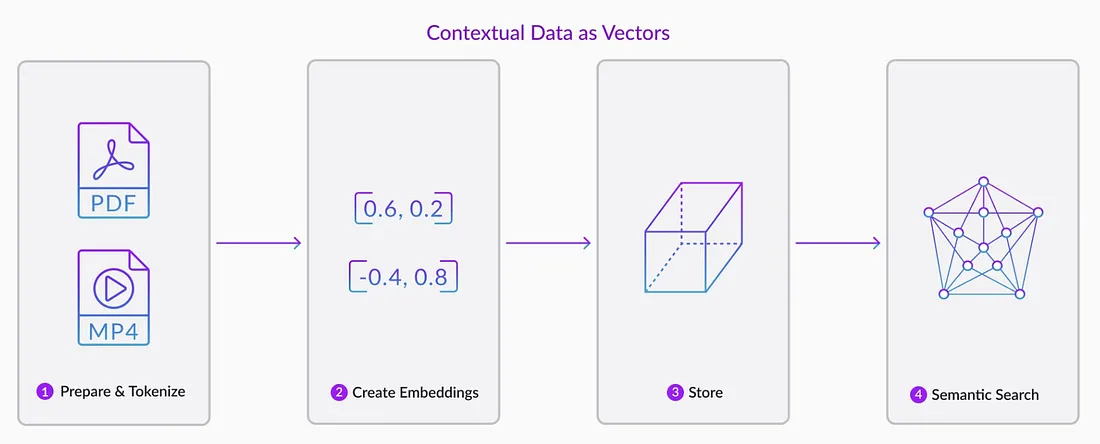 Contextual Data as Vectors
PDF
MP4
1 Prepare & Tokenize
[0.6, 0.2]
[-0.4, 0.8]
2 Create Embeddings
3 Store
4 Semantic Search